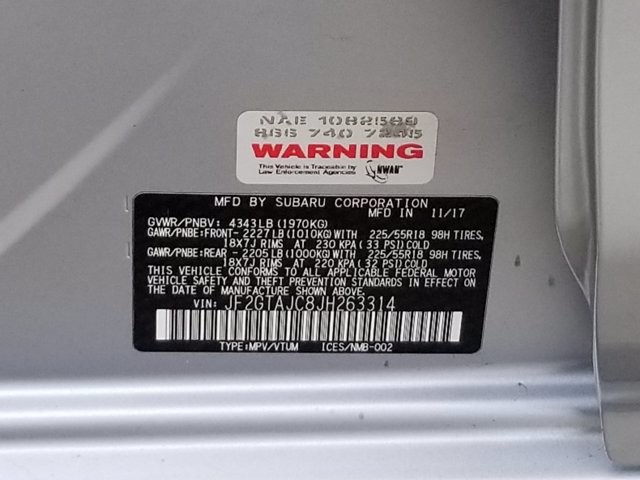 NAE 1082589
866 740 7245
WARNING
This Vehicle is Traceable by
Law Enforcement Agencies
NWAN
MFD BY SUBARU CORPORATION
MFD IN 11/17
GVWR/PNBV: 4343LB (1970KG)
GAWR/PNBE:FRONT- 2227LB (1010KG) WITH 225/55R18 98H TIRES,
18X7J RIMS AT 230 KPA (33 PSI) COLD
GAWR/PNBE:REAR - 2205LB (1000KG) WITH 225/55R18 98H TIRES,
18X7J RIMS AT 220 KPA (32 PSI) COLD
THIS VEHICLE CONFORMS TO ALL APPLICABLE FEDERAL MOTOR VEHICLE
SAFETY AND THEFT PREVENTION STANDARDS IN EFFECT ON
THE DATE OF MANUFACTURE SHOWN ABOVE.
VIN: JF2GTAJC8JH263314
TYPE:MPV/VTUM ICES/NMB-002